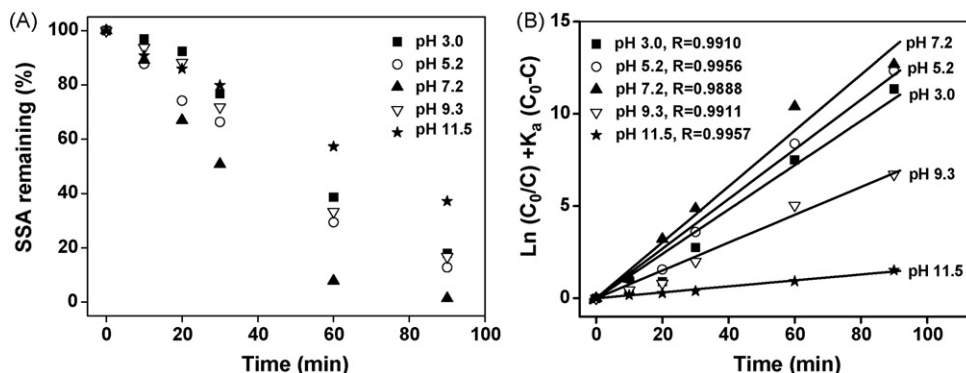 (A)
SSA remaining (%)
100
80
60
40
20
0
0 20 40 60 80 100
Time (min)
pH 3.0
pH 5.2
pH 7.2
pH 9.3
pH 11.5
(B)
Ln (C₀/C) +Kₐ (C₀-C)
15
10
5
0
0 20 40 60 80 100
Time (min)
pH 3.0, R=0.9910
pH 5.2, R=0.9956
pH 7.2, R=0.9888
pH 9.3, R=0.9911
pH 11.5, R=0.9957
pH 7.2
pH 5.2
pH 3.0
pH 9.3
pH 11.5